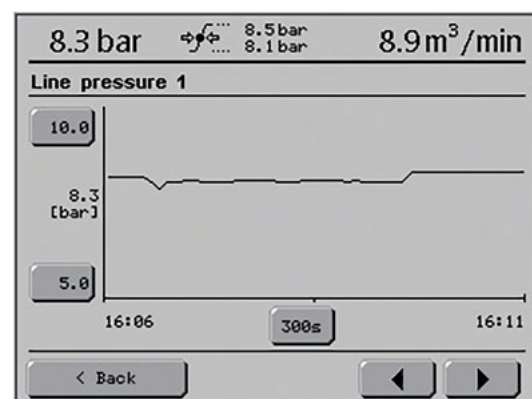 8.3 bar 8.5 bar 8.9 m³/min
8.1 bar
Line pressure 1
10.0
8.3
[bar]
5.0
16:06 300s 16:11
< Back